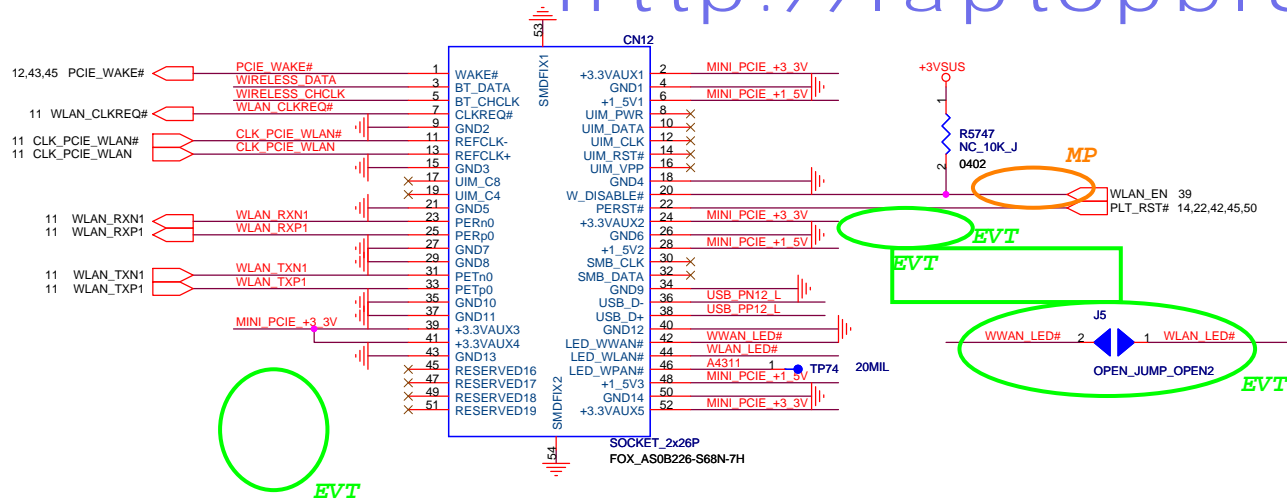 http://laptopblu
53
CN12
12,43,45 PCIE_WAKE# PCIE_WAKE# 1 WAKE# SMDFIX1 +3.3VAUX1 2 MINI_PCIE_+3_3V +3VSUS
WIRELESS_DATA 3 BT_DATA GND1 4
WIRELESS_CHCLK 5 BT_CHCLK +1_5V1 6 MINI_PCIE_+1_5V
11 WLAN_CLKREQ# WLAN_CLKREQ# 7 CLKREQ# UIM_PWR 8 1
9 GND2 UIM_DATA 10
11 CLK_PCIE_WLAN# CLK_PCIE_WLAN# 11 REFCLK- UIM_CLK 12 R5747
11 CLK_PCIE_WLAN CLK_PCIE_WLAN 13 REFCLK+ UIM_RST# 14 NC_10K_J
15 GND3 UIM_VPP 16 2 0402 MP
17 UIM_C8 GND4 18
19 UIM_C4 W_DISABLE# 20 WLAN_EN 39
21 GND5 PERST# 22 PLT_RST# 14,22,42,45,50
11 WLAN_RXN1 WLAN_RXN1 23 PERn0 +3.3VAUX2 24 MINI_PCIE_+3_3V
11 WLAN_RXP1 WLAN_RXP1 25 PERp0 GND6 26 EVT
27 GND7 +1_5V2 28 MINI_PCIE_+1_5V
29 GND8 SMB_CLK 30 EVT
11 WLAN_TXN1 WLAN_TXN1 31 PETn0 SMB_DATA 32
11 WLAN_TXP1 WLAN_TXP1 33 PETp0 GND9 34
35 GND10 USB_D- 36 USB_PN12_L
37 GND11 USB_D+ 38 USB_PP12_L J5
MINI_PCIE_+3_3V 39 +3.3VAUX3 GND12 40
41 +3.3VAUX4 LED_WWAN# 42 WWAN_LED# WWAN_LED# 2 1 WLAN_LED#
43 GND13 LED_WLAN# 44 WLAN_LED#
45 RESERVED16 LED_WPAN# 46 A4311 1 TP74 20MIL OPEN_JUMP_OPEN2
47 RESERVED17 +1_5V3 48 MINI_PCIE_+1_5V EVT
49 RESERVED18 GND14 50
51 RESERVED19 SMDFIX2 +3.3VAUX5 52 MINI_PCIE_+3_3V
54
SOCKET_2x26P
FOX_AS0B226-S68N-7H
EVT